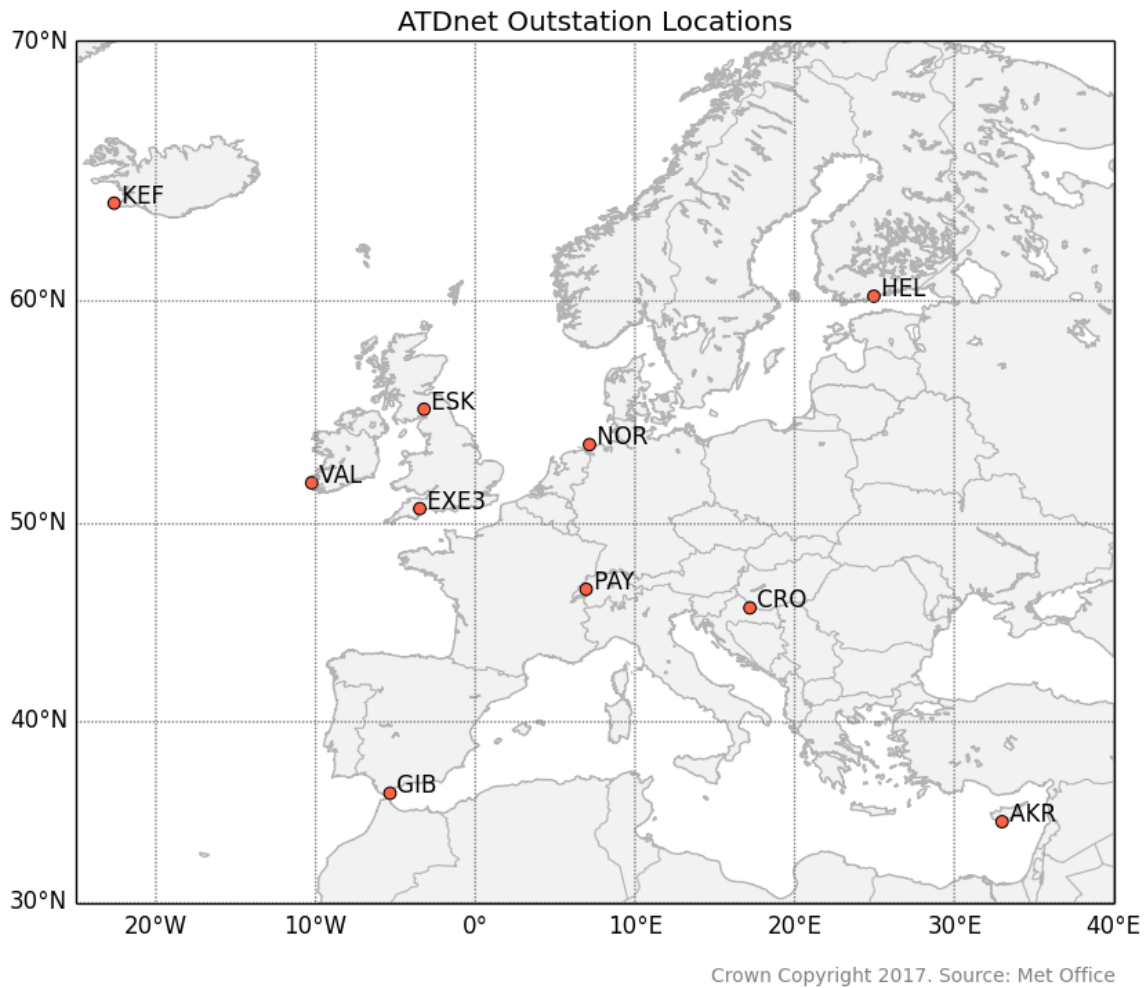 ATDnet Outstation Locations
70°N
KEF
HEL
60°N
ESK
NOR
VAL
EXE3
50°N
PAY
CRO
40°N
GIB
AKR
30°N
20°W 10°W 0° 10°E 20°E 30°E 40°E
Crown Copyright 2017. Source: Met Office